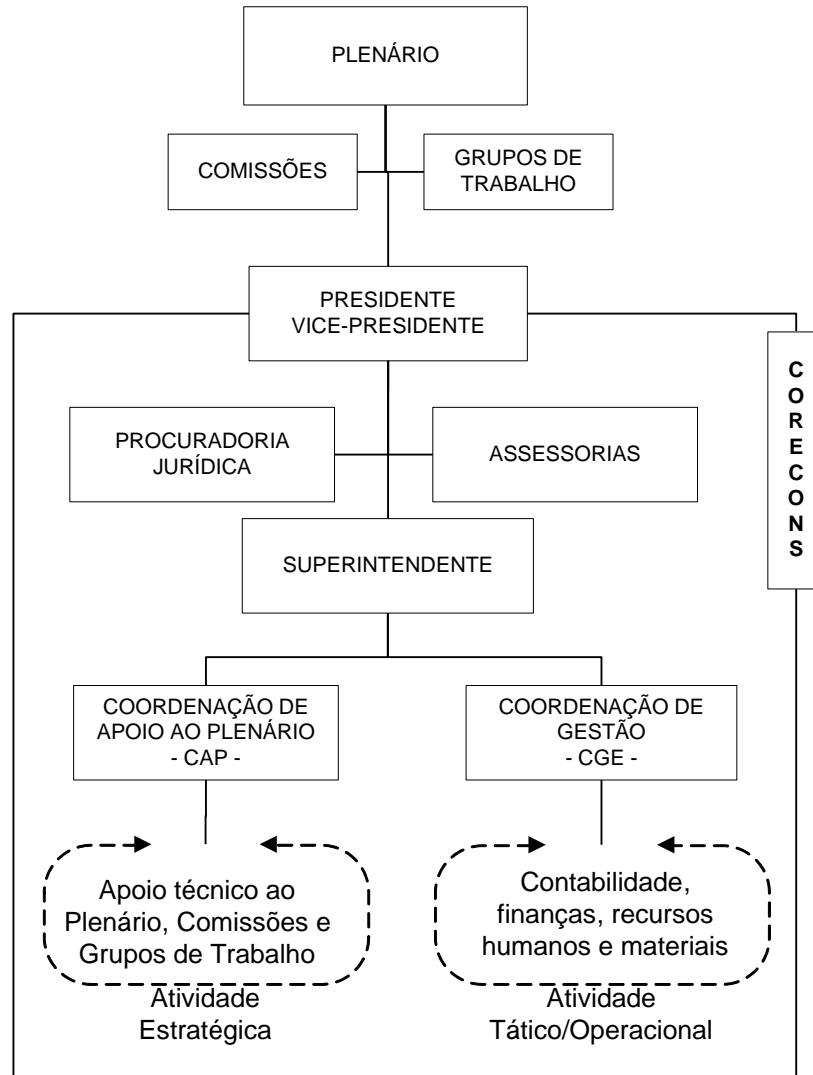 PLENÁRIO
COMISSÕES
GRUPOS DE
TRABALHO
PRESIDENTE
VICE-PRESIDENTE
C
O
R
E
C
O
N
S
PROCURADORIA
JURÍDICA
ASSESSORIAS
SUPERINTENDENTE
COORDENAÇÃO DE
APOIO AO PLENÁRIO
- CAP -
COORDENAÇÃO DE
GESTÃO
- CGE -
Apoio técnico ao
Plenário, Comissões e
Grupos de Trabalho
Atividade
Estratégica
Contabilidade,
finanças, recursos
humanos e materiais
Atividade
Tático/Operacional